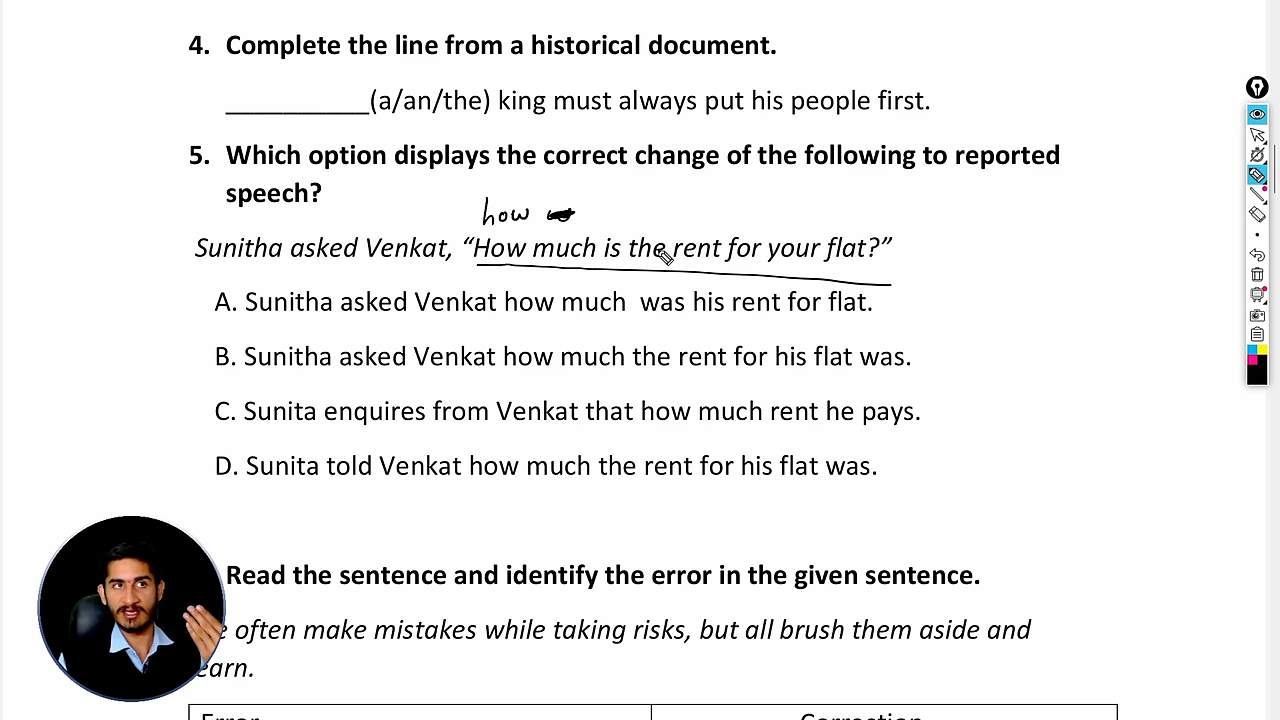 4. Complete the line from a historical document.
__________(a/an/the) king must always put his people first.
5. Which option displays the correct change of the following to reported
speech?
how
Sunitha asked Venkat, “How much is the rent for your flat?”
A. Sunitha asked Venkat how much  was his rent for flat.
B. Sunitha asked Venkat how much the rent for his flat was.
C. Sunita enquires from Venkat that how much rent he pays.
D. Sunita told Venkat how much the rent for his flat was.
Read the sentence and identify the error in the given sentence.
often make mistakes while taking risks, but all brush them aside and
earn.
Error Correction